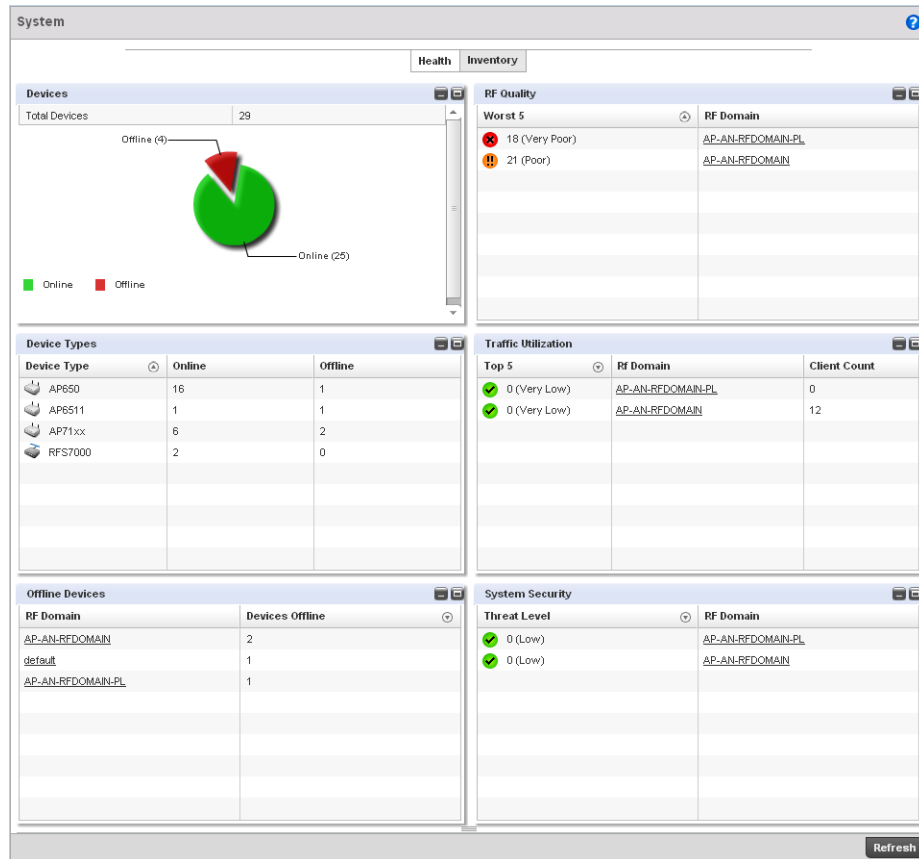 System
Health Inventory
Devices
Total Devices 29
Offline (4)
Online (25)
Online Offline
RF Quality
Worst 5 RF Domain
18 (Very Poor) AP-AN-RFDOMAIN-PL
21 (Poor) AP-AN-RFDOMAIN
Device Types
Device Type Online Offline
AP650 16 1
AP6511 1 1
AP71xx 6 2
RFS7000 2 0
Traffic Utilization
Top 5 Rf Domain Client Count
0 (Very Low) AP-AN-RFDOMAIN-PL 0
0 (Very Low) AP-AN-RFDOMAIN 12
Offline Devices
RF Domain Devices Offline
AP-AN-RFDOMAIN 2
default 1
AP-AN-RFDOMAIN-PL 1
System Security
Threat Level RF Domain
0 (Low) AP-AN-RFDOMAIN-PL
0 (Low) AP-AN-RFDOMAIN
Refresh